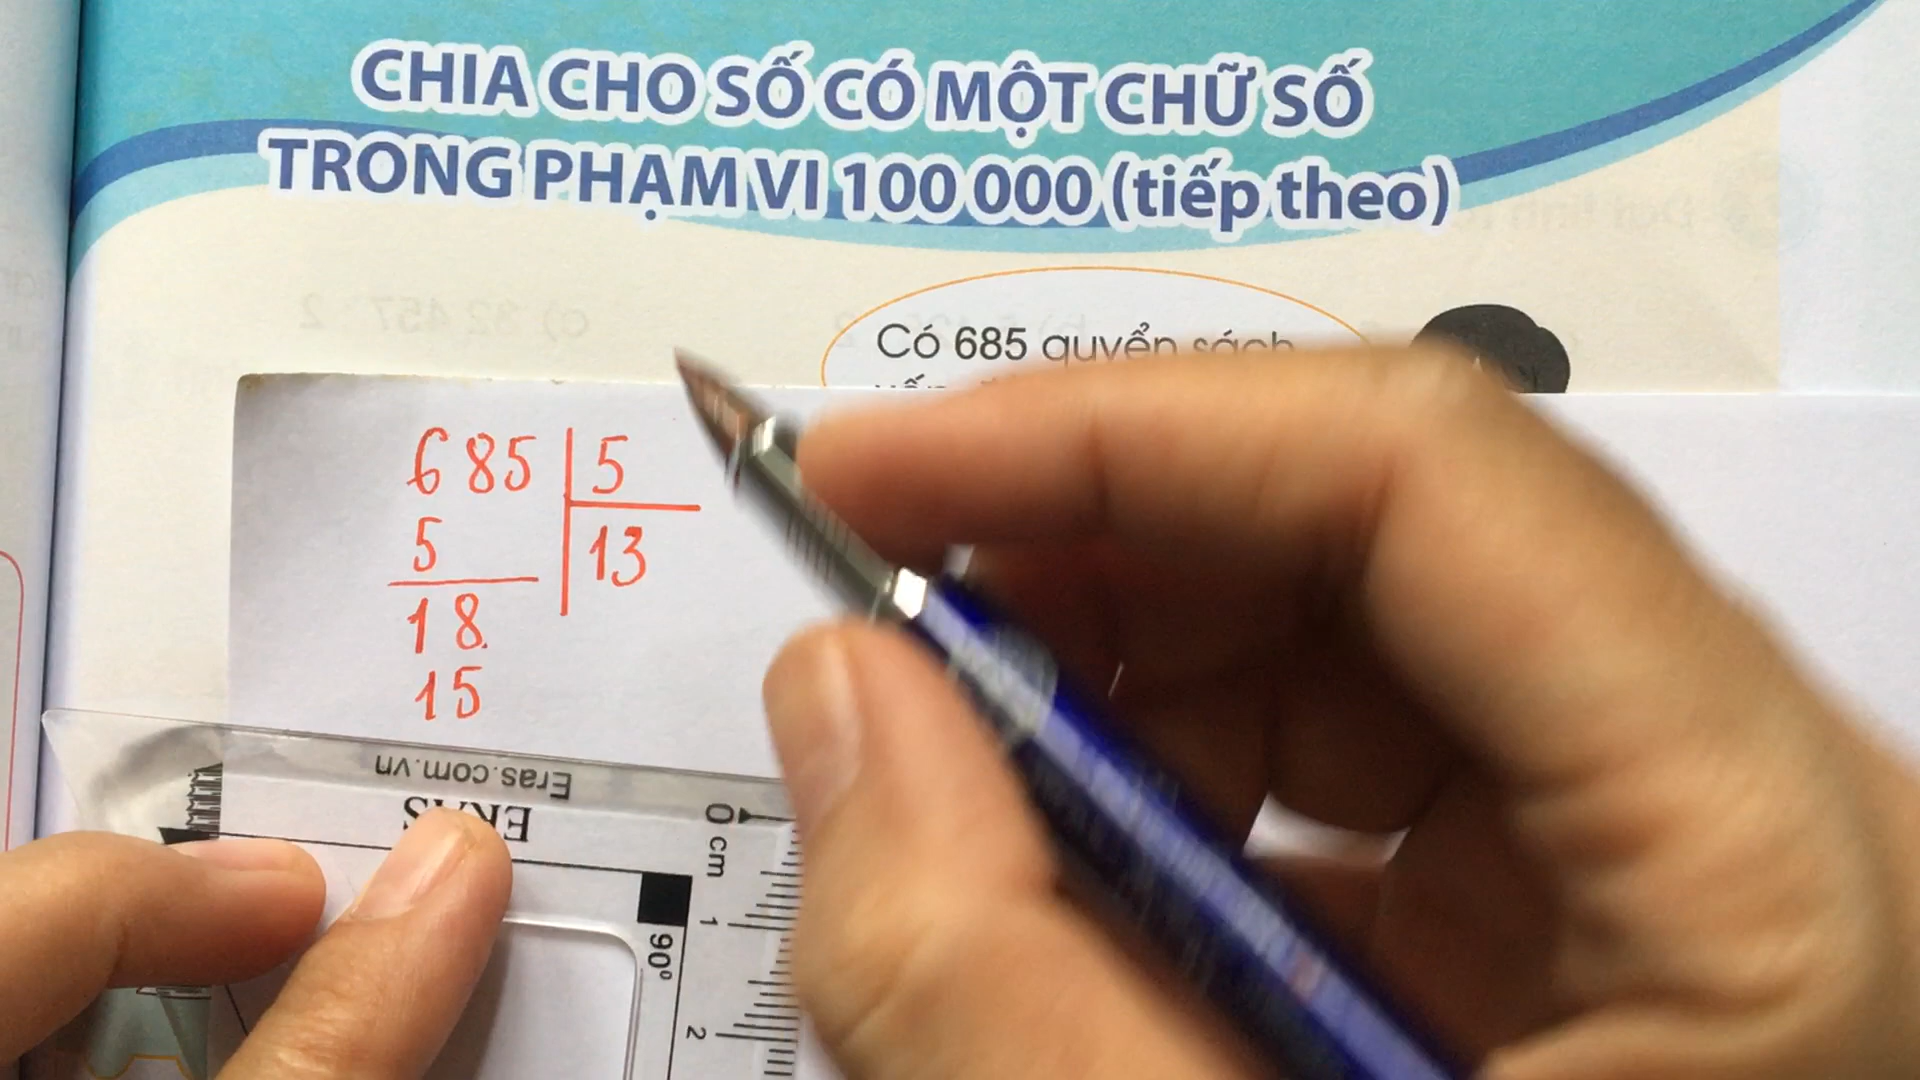 CHIA CHO SỐ CÓ MỘT CHỮ SỐ
TRONG PHẠM VI 100 000 (tiếp theo)
Có 685 quyển sách
685 5
5 13
18
15
Eras.com.vn
ERAS
0 cm
1
90⁰
2